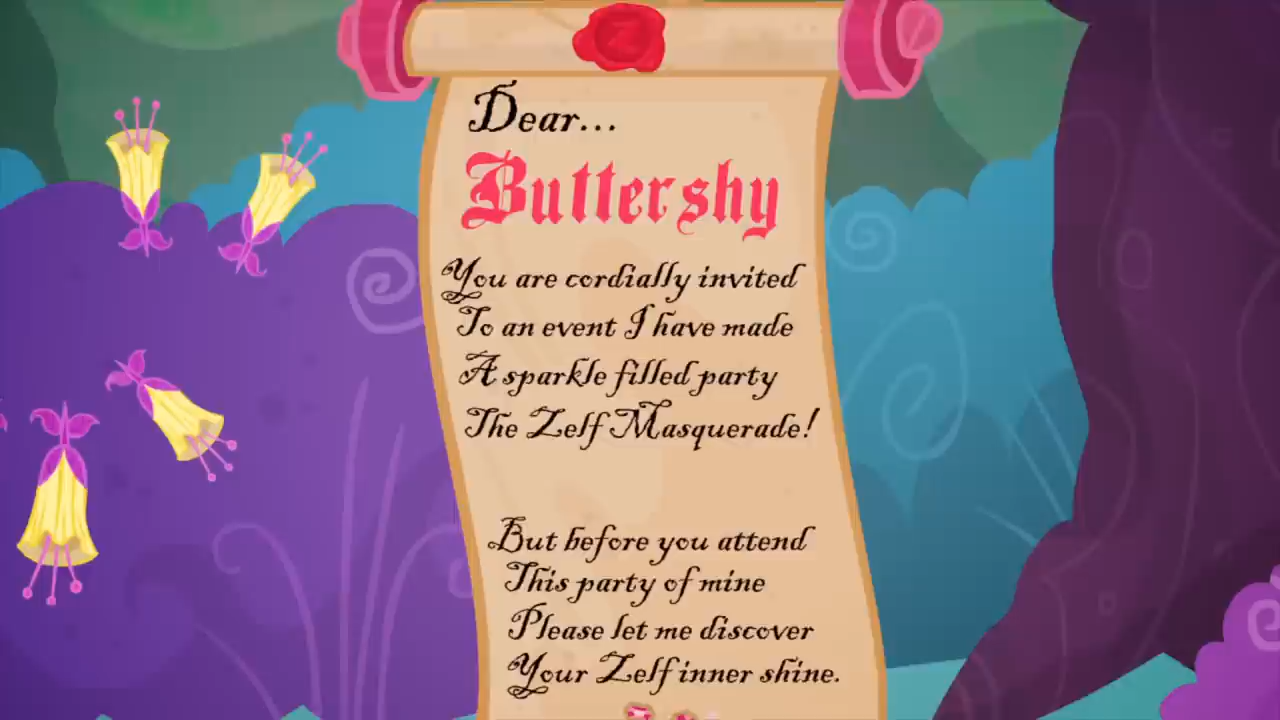 Dear...
Buttershy
You are cordially invited
To an event I have made
A sparkle filled party
The Zelf Masquerade!
But before you attend
This party of mine
Please let me discover
Your Zelf inner shine.